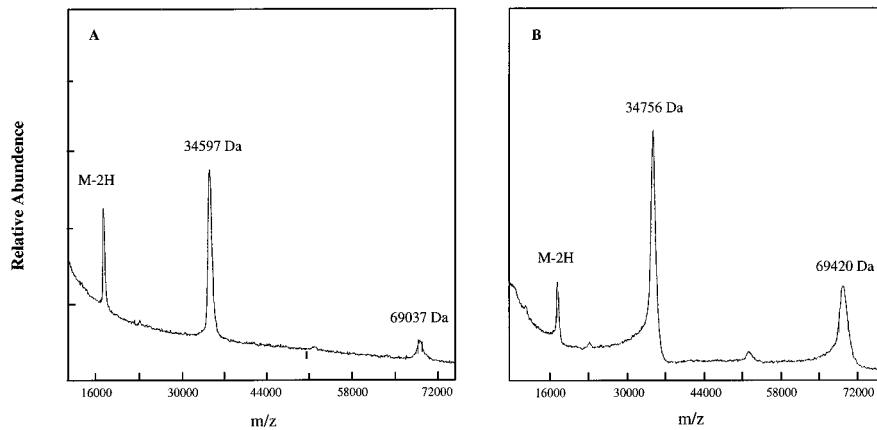 Relative Abundance
A
M-2H
34597 Da
69037 Da
16000 30000 44000 58000 72000
m/z
B
M-2H
34756 Da
69420 Da
16000 30000 44000 58000 72000
m/z